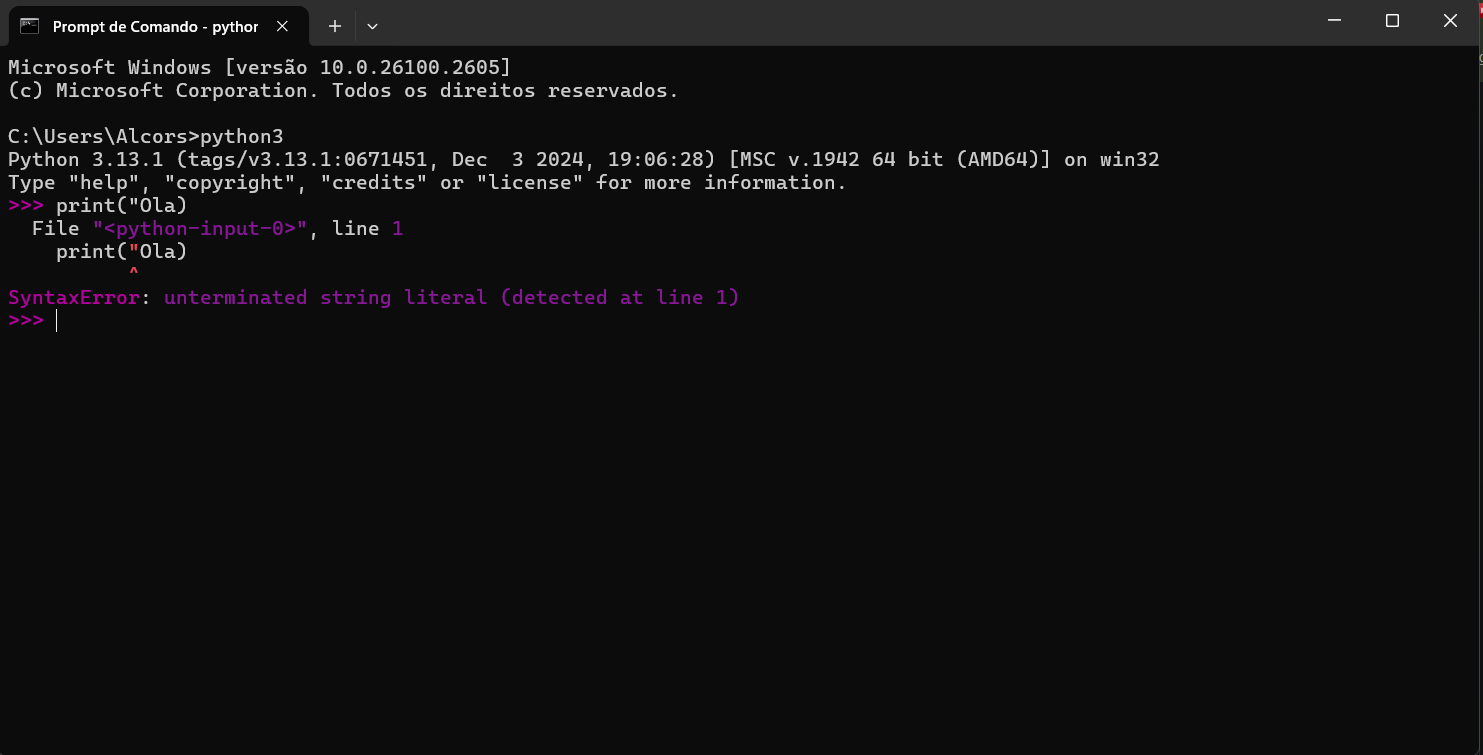 Prompt de Comando - python
Microsoft Windows [versão 10.0.26100.2605]
(c) Microsoft Corporation. Todos os direitos reservados.
C:\Users\Alcors>python3
Python 3.13.1 (tags/v3.13.1:0671451, Dec  3 2024, 19:06:28) [MSC v.1942 64 bit (AMD64)] on win32
Type "help", "copyright", "credits" or "license" for more information.
>>> print("Ola)
  File "<python-input-0>", line 1
    print("Ola)
          ^
SyntaxError: unterminated string literal (detected at line 1)
>>>